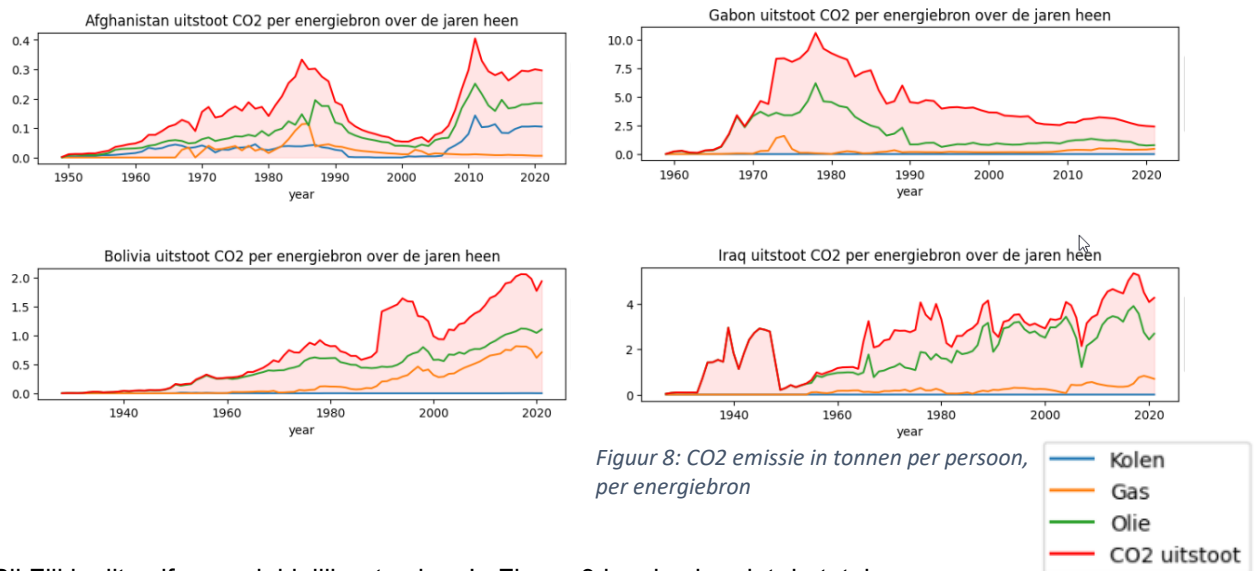 Afghanistan uitstoot CO2 per energiebron over de jaren heen
0.4
0.3
0.2
0.1
0.0
1950 1960 1970 1980 1990 2000 2010 2020
year
Gabon uitstoot CO2 per energiebron over de jaren heen
10.0
7.5
5.0
2.5
0.0
1960 1970 1980 1990 2000 2010 2020
year
Bolivia uitstoot CO2 per energiebron over de jaren heen
2.0
1.5
1.0
0.5
0.0
1940 1960 1980 2000 2020
year
Iraq uitstoot CO2 per energiebron over de jaren heen
4
2
0
1940 1960 1980 2000 2020
year
Figuur 8: CO2 emissie in tonnen per persoon,
per energiebron
Kolen
Gas
Olie
CO2 uitstoot